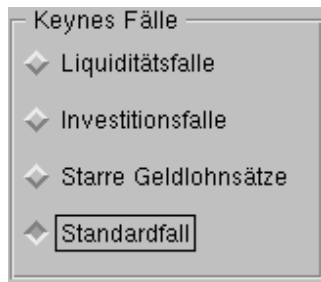 Keynes Fälle
Liquiditätsfalle
Investitionsfalle
Starre Geldlohnsätze
Standardfall